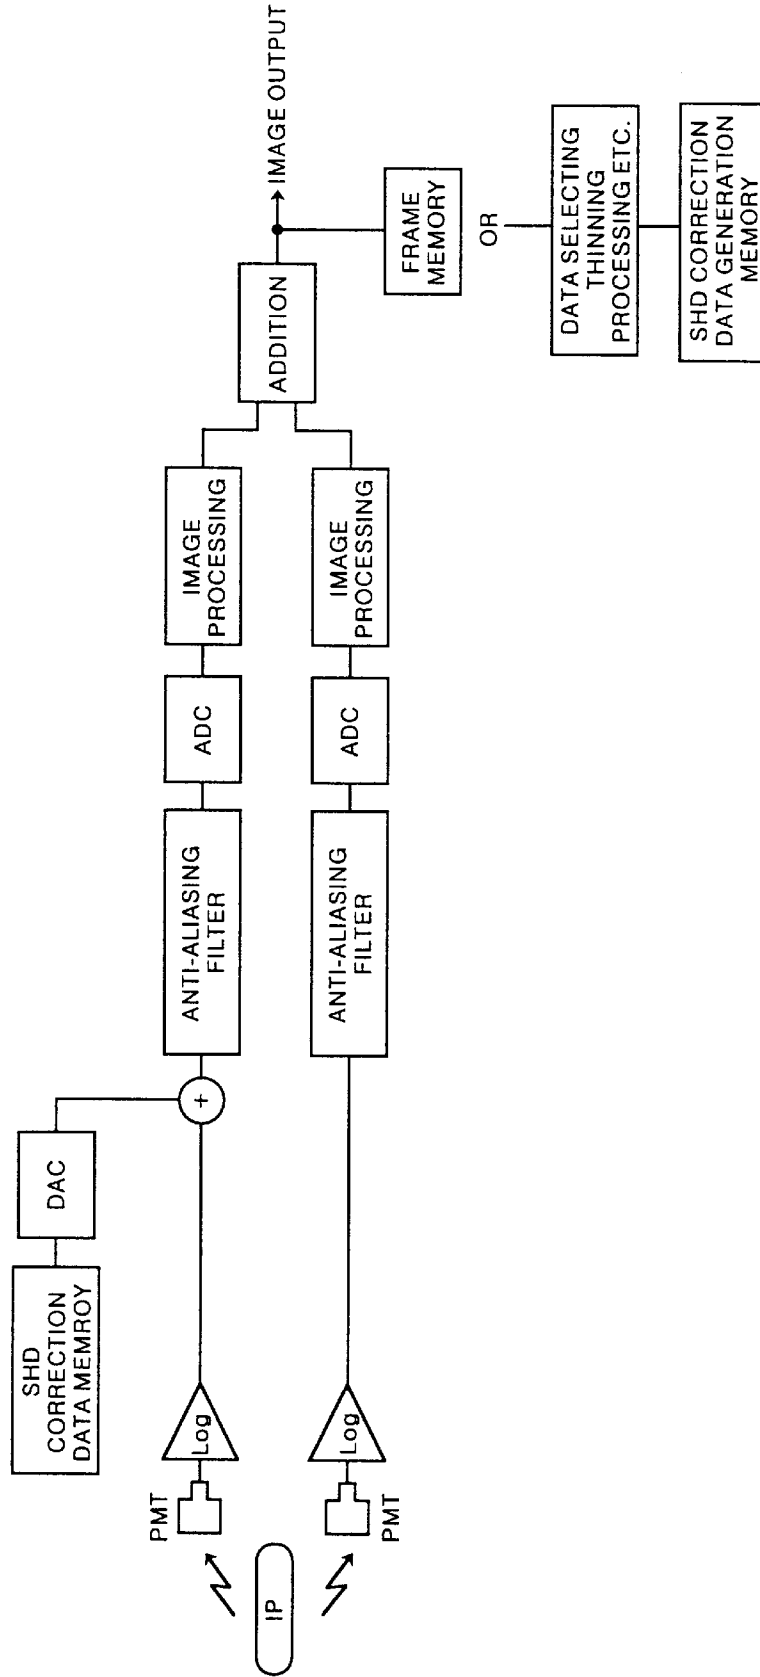 SHD
CORRECTION
DATA MEMROY
DAC
+
IP
PMT
Log
ANTI-ALIASING
FILTER
ADC
IMAGE
PROCESSING
PMT
Log
ANTI-ALIASING
FILTER
ADC
IMAGE
PROCESSING
ADDITION
IMAGE OUTPUT
FRAME
MEMORY
OR
DATA SELECTING
THINNING
PROCESSING ETC.
SHD CORRECTION
DATA GENERATION
MEMORY